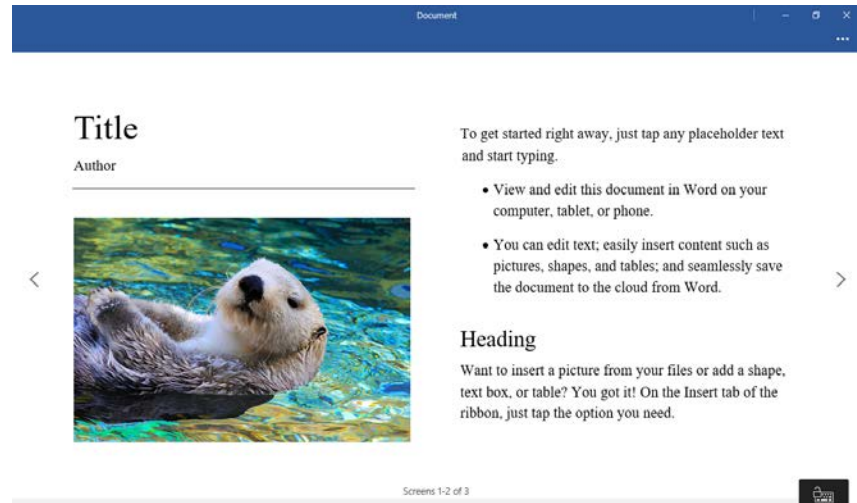 Document
Title
Author
To get started right away, just tap any placeholder text
and start typing.
• View and edit this document in Word on your
computer, tablet, or phone.
• You can edit text; easily insert content such as
pictures, shapes, and tables; and seamlessly save
the document to the cloud from Word.
Heading
Want to insert a picture from your files or add a shape,
text box, or table? You got it! On the Insert tab of the
ribbon, just tap the option you need.
Screens 1-2 of 3